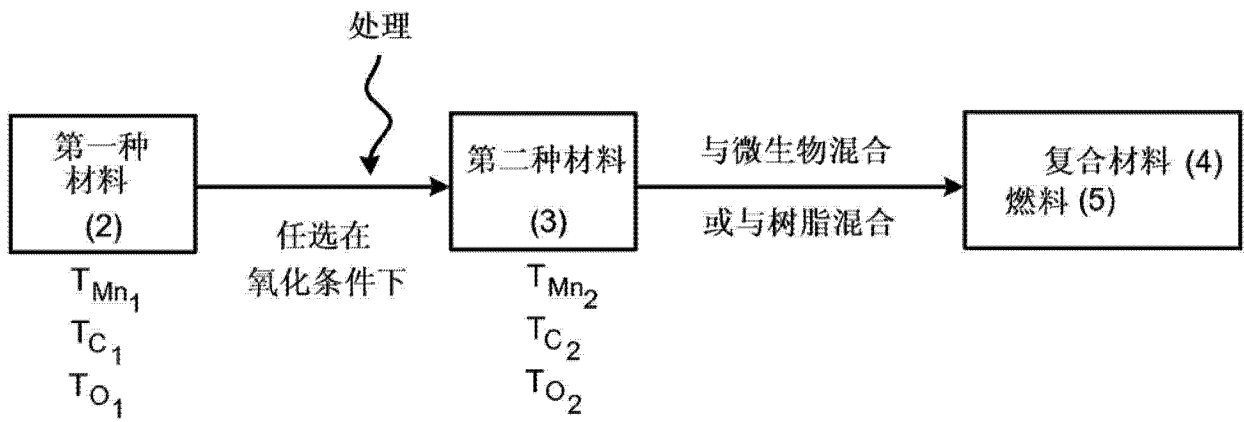 处理
第一种
材料
(2)
任选在
氧化条件下
第二种材料
(3)
与微生物混合
或与树脂混合
复合材料 (4)
燃料 (5)
TMn1
TC1
TO1
TMn2
TC2
TO2